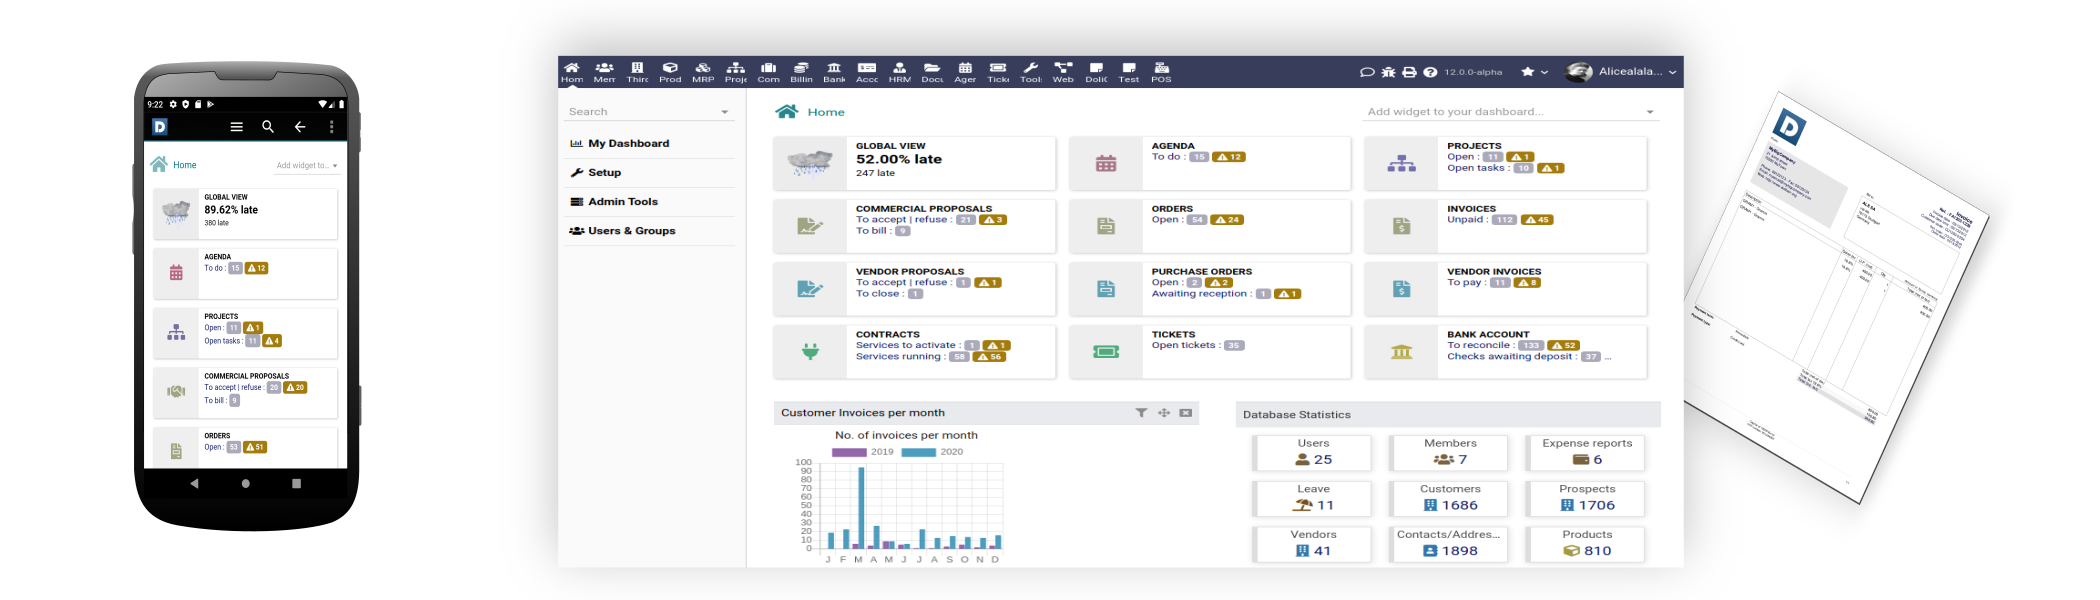 9:22
D
Home
Add widget to...
GLOBAL VIEW
89.62% late
380 late
AGENDA
To do : 15 12
PROJECTS
Open : 11 1
Open tasks : 11 4
COMMERCIAL PROPOSALS
To accept | refuse : 20 20
To bill : 9
ORDERS
Open : 53 51
Hom Mem Thirc Prod MRP Proje Com Billin Bank Acco HRM Docu Agen Ticke Tools Web DoliC Test POS
12.0.0-alpha
Alicealala...
Search
My Dashboard
Setup
Admin Tools
Users & Groups
Home
Add widget to your dashboard...
GLOBAL VIEW
52.00% late
247 late
AGENDA
To do : 15 12
PROJECTS
Open : 11 1
Open tasks : 10 1
COMMERCIAL PROPOSALS
To accept | refuse : 21 3
To bill : 9
ORDERS
Open : 54 24
INVOICES
Unpaid : 112 45
VENDOR PROPOSALS
To accept | refuse : 1 1
To close : 1
PURCHASE ORDERS
Open : 2 2
Awaiting reception : 1 1
VENDOR INVOICES
To pay : 11 8
CONTRACTS
Services to activate : 1 1
Services running : 58 56
TICKETS
Open tickets : 35
BANK ACCOUNT
To reconcile : 133 52
Checks awaiting deposit : 37 ...
Customer Invoices per month
No. of invoices per month
2019 2020
100
90
80
70
60
50
40
30
20
10
0
J F M A M J J A S O N D
Database Statistics
Users
25
Members
7
Expense reports
6
Leave
11
Customers
1686
Prospects
1706
Vendors
41
Contacts/Addres...
1898
Products
810
D
MyBigCompany
Invoice